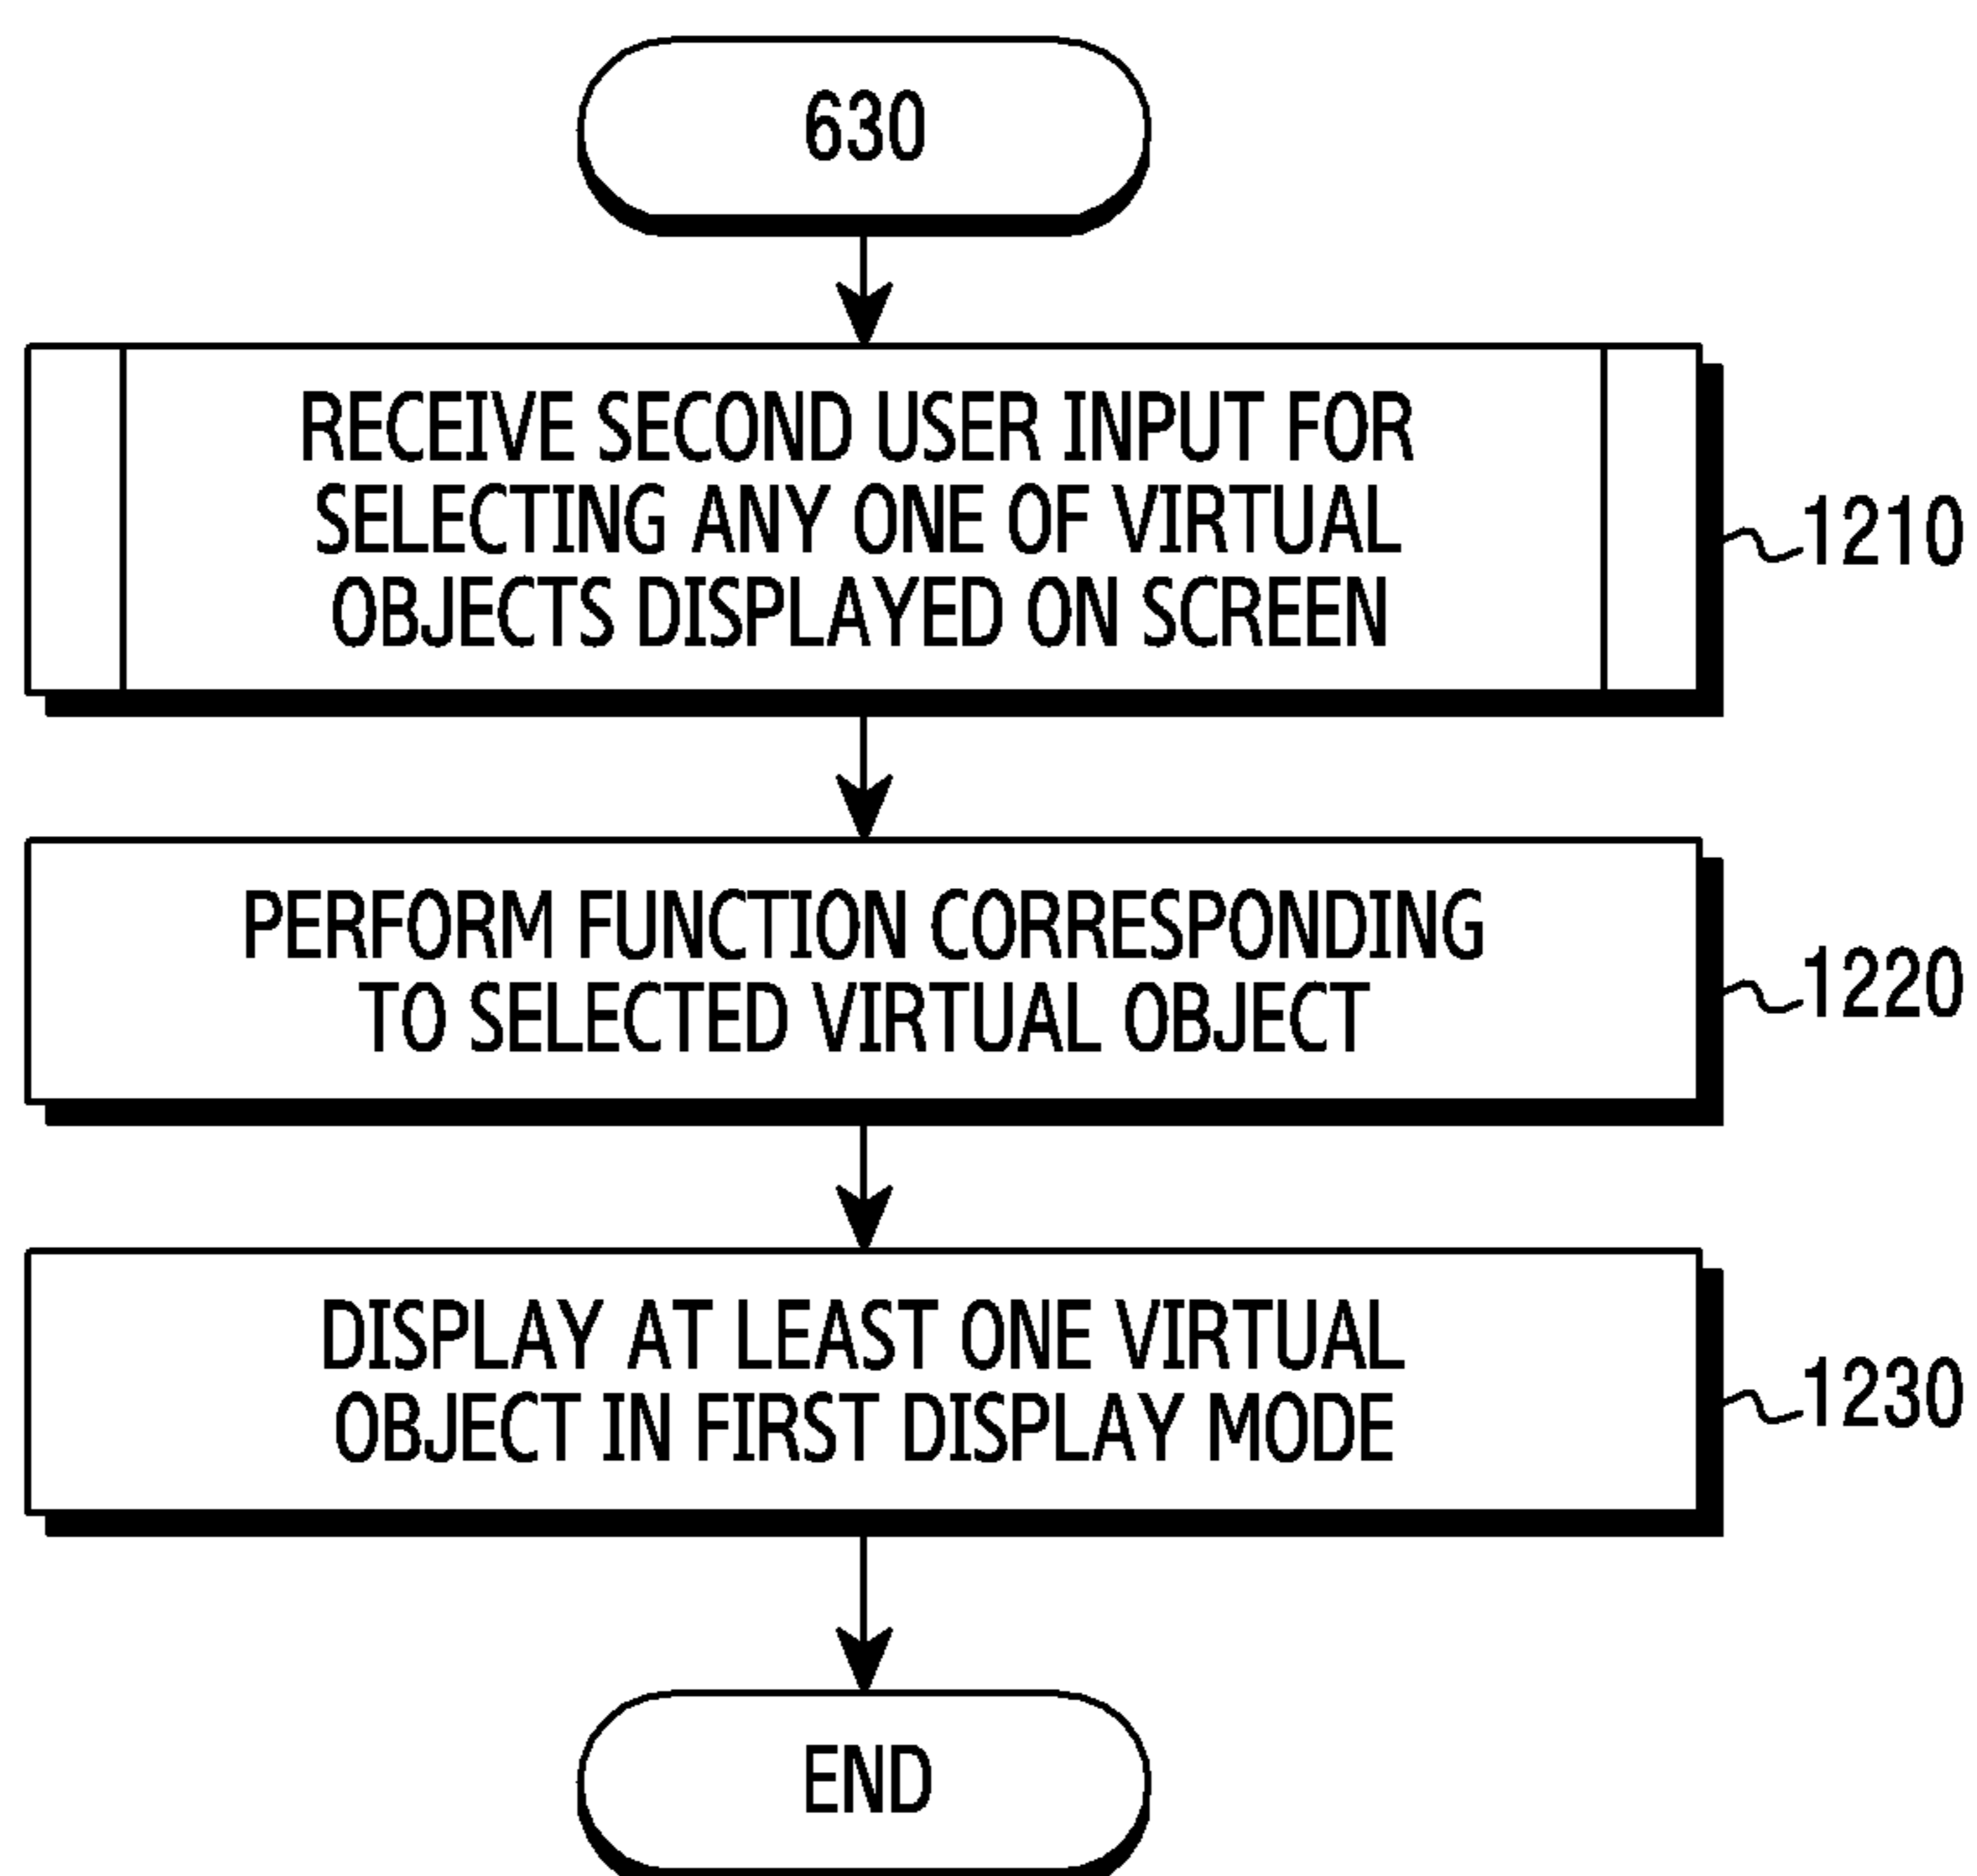 630
RECEIVE SECOND USER INPUT FOR
SELECTING ANY ONE OF VIRTUAL
OBJECTS DISPLAYED ON SCREEN
1210
PERFORM FUNCTION CORRESPONDING
TO SELECTED VIRTUAL OBJECT
1220
DISPLAY AT LEAST ONE VIRTUAL
OBJECT IN FIRST DISPLAY MODE
1230
END